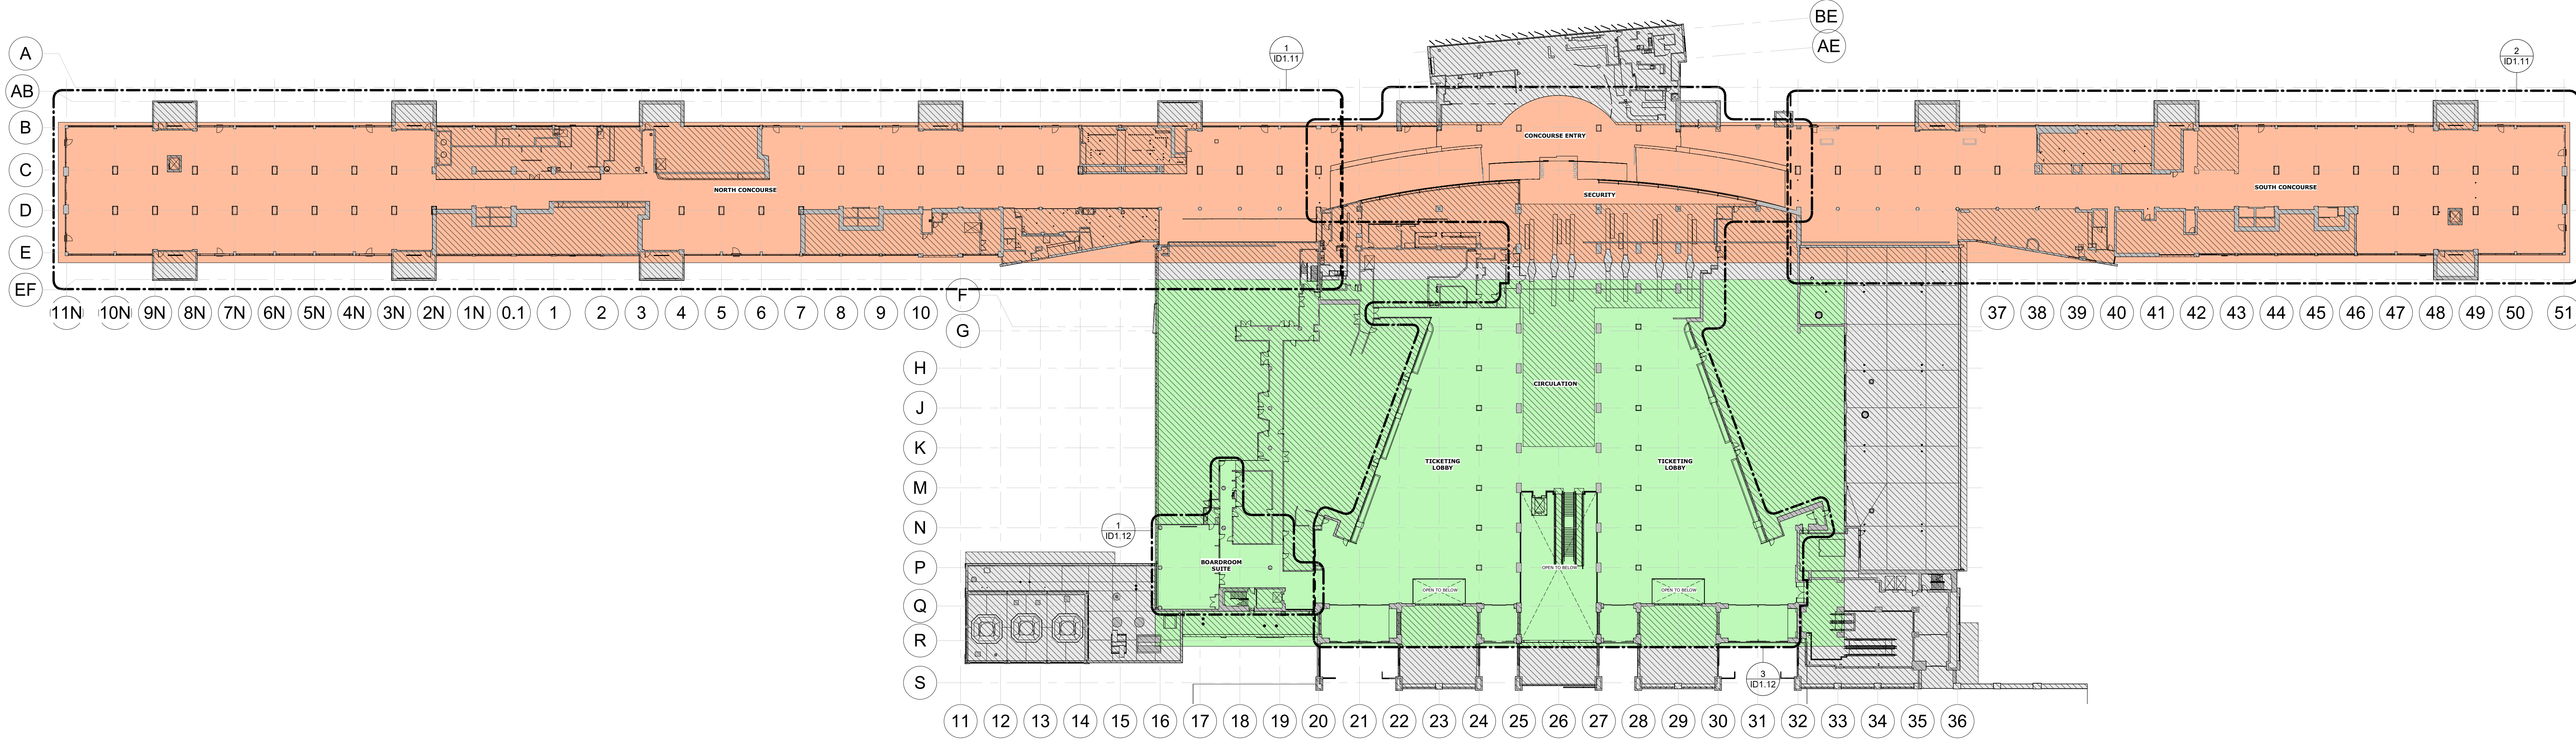 BE
AE
1
ID1.11
2
ID1.11
A
AB
B
C
D
E
EF
CONCOURSE ENTRY
NORTH CONCOURSE
SECURITY
SOUTH CONCOURSE
11N 10N 9N 8N 7N 6N 5N 4N 3N 2N 1N 0.1 1 2 3 4 5 6 7 8 9 10
37 38 39 40 41 42 43 44 45 46 47 48 49 50 51
F
G
H
J
K
M
N
P
Q
R
S
CIRCULATION
TICKETING
LOBBY
TICKETING
LOBBY
1
ID1.12
BOARDROOM
SUITE
OPEN TO BELOW
OPEN TO BELOW
OPEN TO BELOW
3
ID1.12
11 12 13 14 15 16 17 18 19 20 21 22 23 24 25 26 27 28 29 30 31 32 33 34 35 36